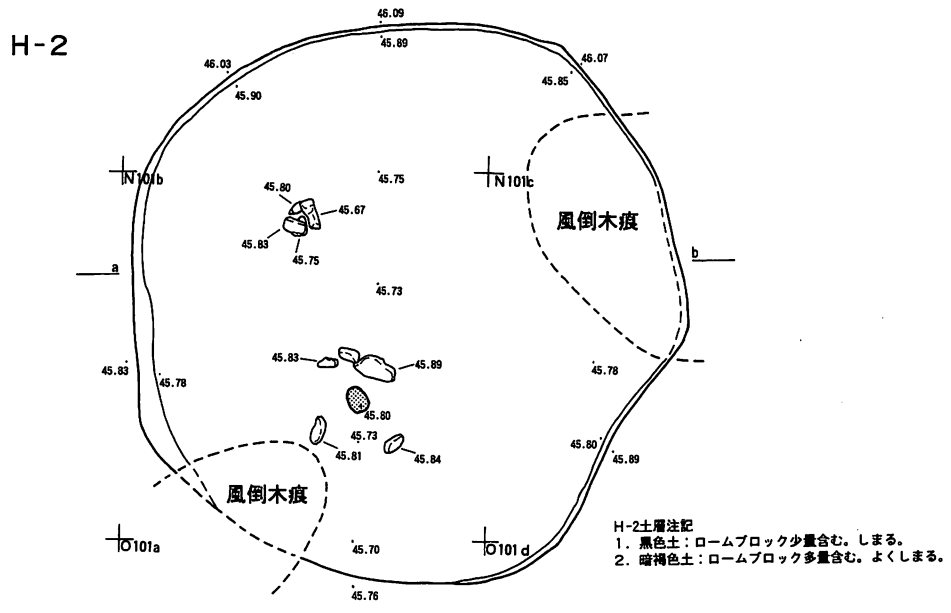 H-2
46.09
45.89
46.03
45.90
46.07
45.85
N101b
45.75
N101c
45.80
45.67
45.83
45.75
風倒木痕
a
b
45.73
45.83
45.78
45.83
45.89
45.78
45.80
45.73
45.81
45.84
45.80
45.89
風倒木痕
O101a
45.70
O101d
45.76
H-2土層注記
1. 黒色土:ロームブロック少量含む。しまる。
2. 暗褐色土:ロームブロック多量含む。よくしまる。